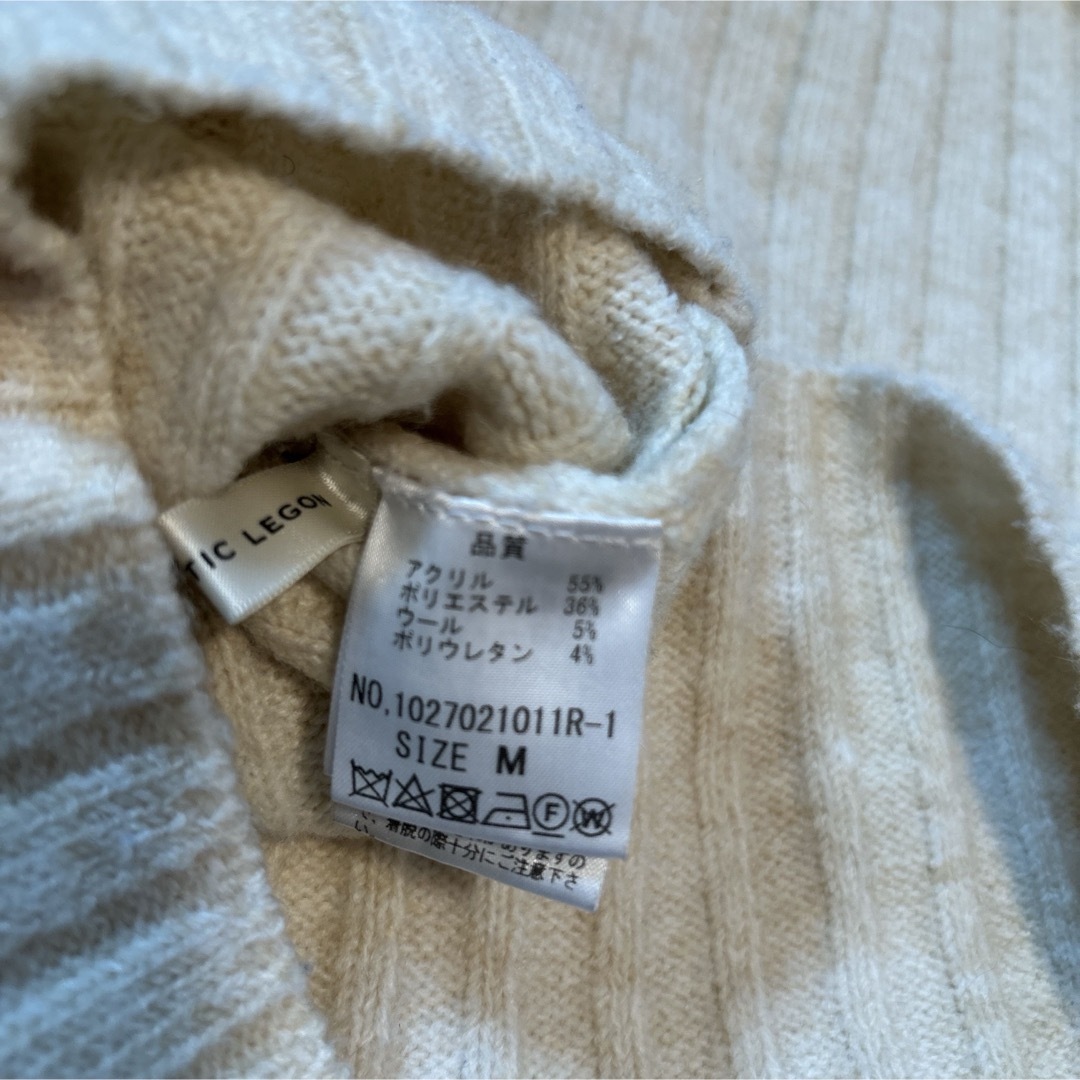 TIC LEGON
品質
アクリル 55%
ポリエステル 36%
ウール 5%
ポリウレタン 4%
NO.1027021011R-1
SIZE M
F W
い、着脱の際十分にご注意下さ
い。